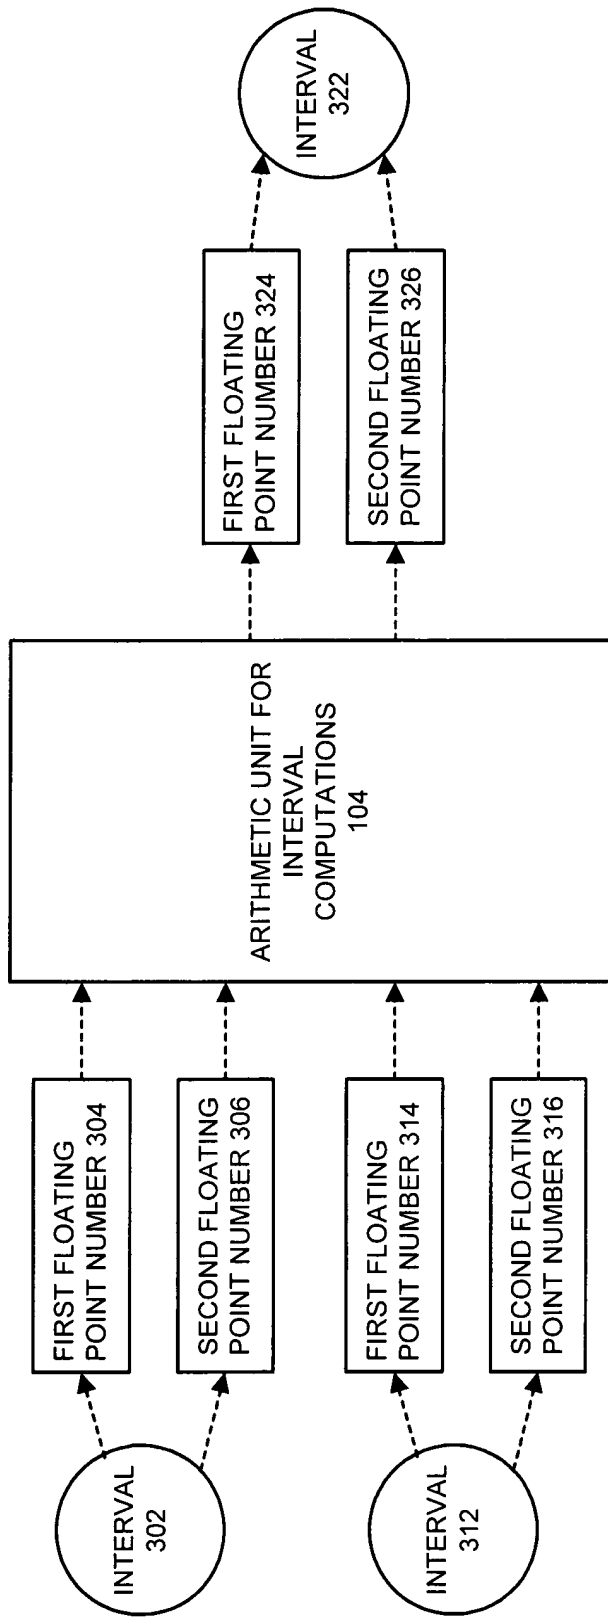 INTERVAL
302
FIRST FLOATING
POINT NUMBER 304
SECOND FLOATING
POINT NUMBER 306
INTERVAL
312
FIRST FLOATING
POINT NUMBER 314
SECOND FLOATING
POINT NUMBER 316
ARITHMETIC UNIT FOR
INTERVAL
COMPUTATIONS
104
FIRST FLOATING
POINT NUMBER 324
SECOND FLOATING
POINT NUMBER 326
INTERVAL
322